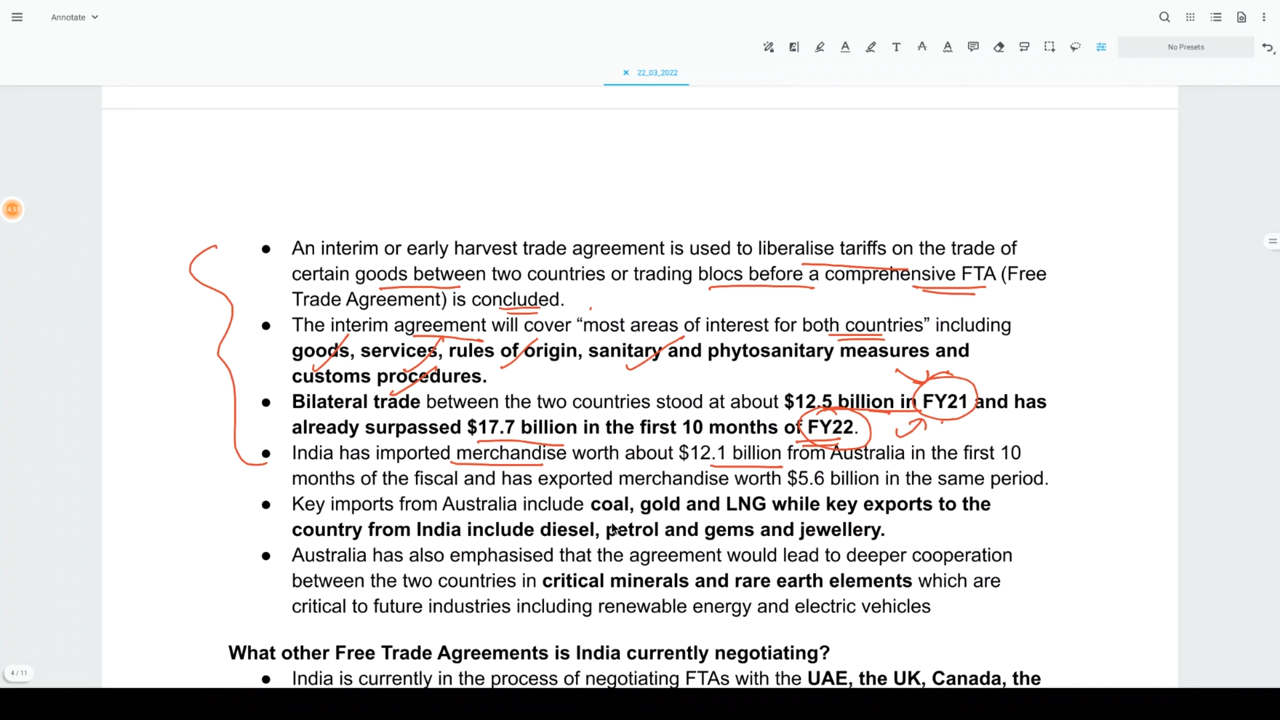 Annotate
No Presets
22_03_2022
● An interim or early harvest trade agreement is used to liberalise tariffs on the trade of
certain goods between two countries or trading blocs before a comprehensive FTA (Free
Trade Agreement) is concluded.
● The interim agreement will cover “most areas of interest for both countries” including
goods, services, rules of origin, sanitary and phytosanitary measures and
customs procedures.
● Bilateral trade between the two countries stood at about $12.5 billion in FY21 and has
already surpassed $17.7 billion in the first 10 months of FY22.
● India has imported merchandise worth about $12.1 billion from Australia in the first 10
months of the fiscal and has exported merchandise worth $5.6 billion in the same period.
● Key imports from Australia include coal, gold and LNG while key exports to the
country from India include diesel, petrol and gems and jewellery.
● Australia has also emphasised that the agreement would lead to deeper cooperation
between the two countries in critical minerals and rare earth elements which are
critical to future industries including renewable energy and electric vehicles
What other Free Trade Agreements is India currently negotiating?
● India is currently in the process of negotiating FTAs with the UAE, the UK, Canada, the
4 / 11